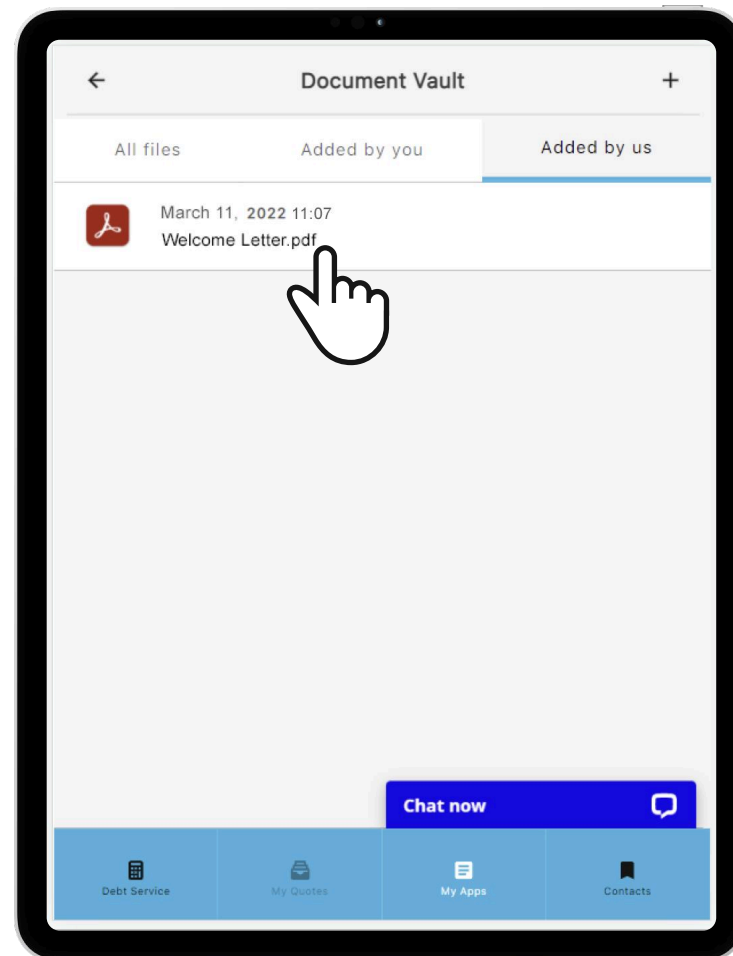 Document Vault
All files Added by you Added by us
March 11, 2022 11:07
Welcome Letter.pdf
Chat now
Debt Service My Quotes My Apps Contacts